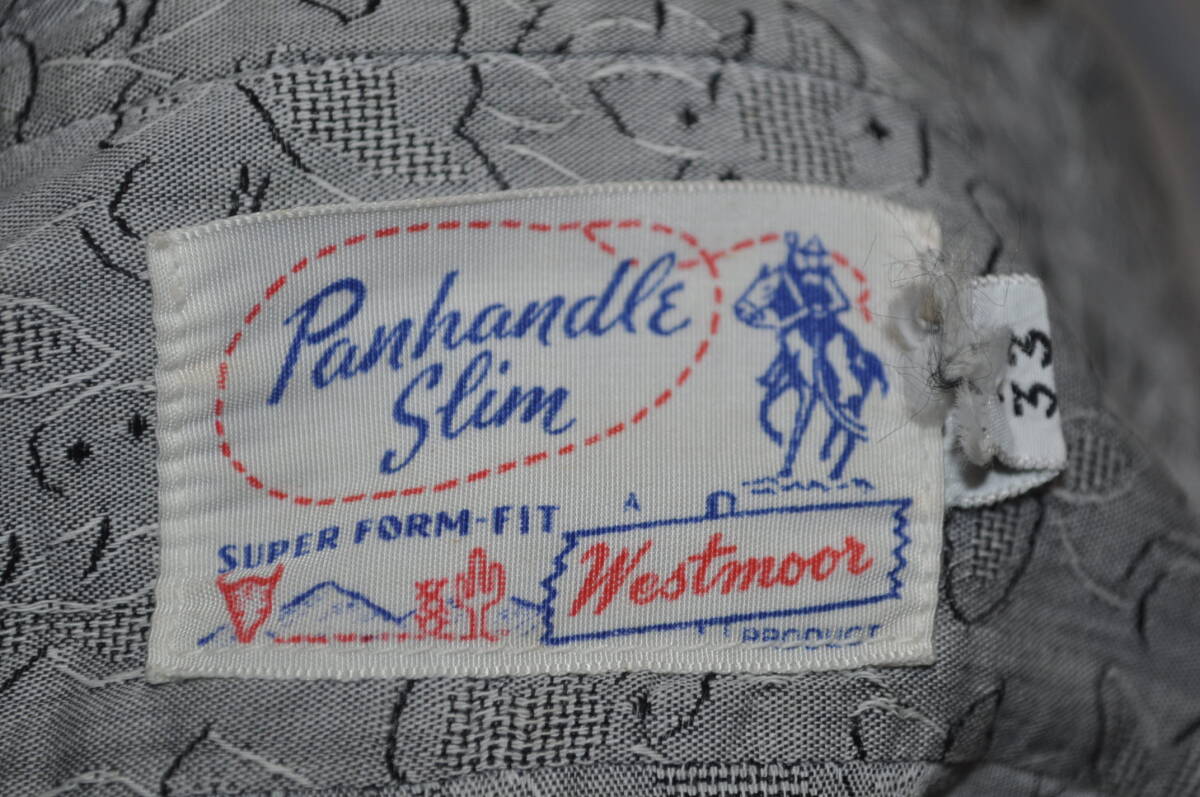 Panhandle
Slim
SUPER FORM-FIT
A
Westmoor
PRODUCT
33